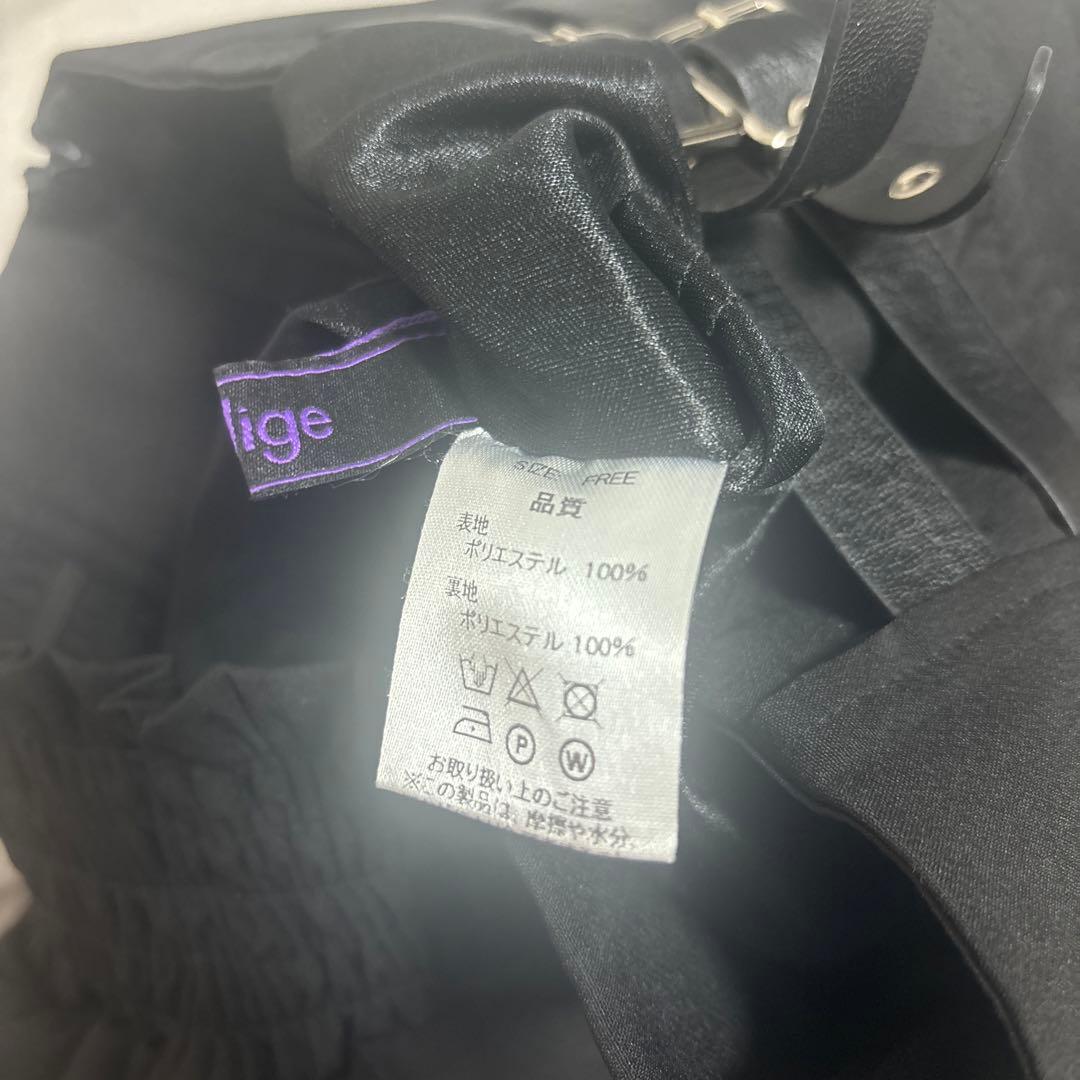 lige
SIZE FREE
品質
表地
ポリエステル 100%
裏地
ポリエステル 100%
P W
お取り扱い上のご注意
※この製品は、摩擦や水分、